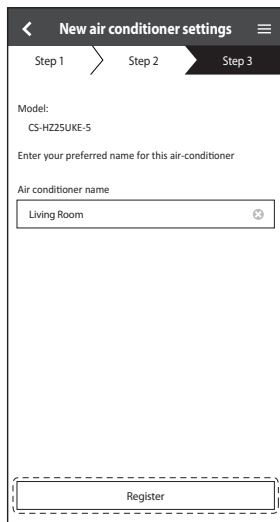 New air conditioner settings
Step 1 Step 2 Step 3
Model:
CS-HZ25UKE-5
Enter your preferred name for this air-conditioner
Air conditioner name
Living Room
Register